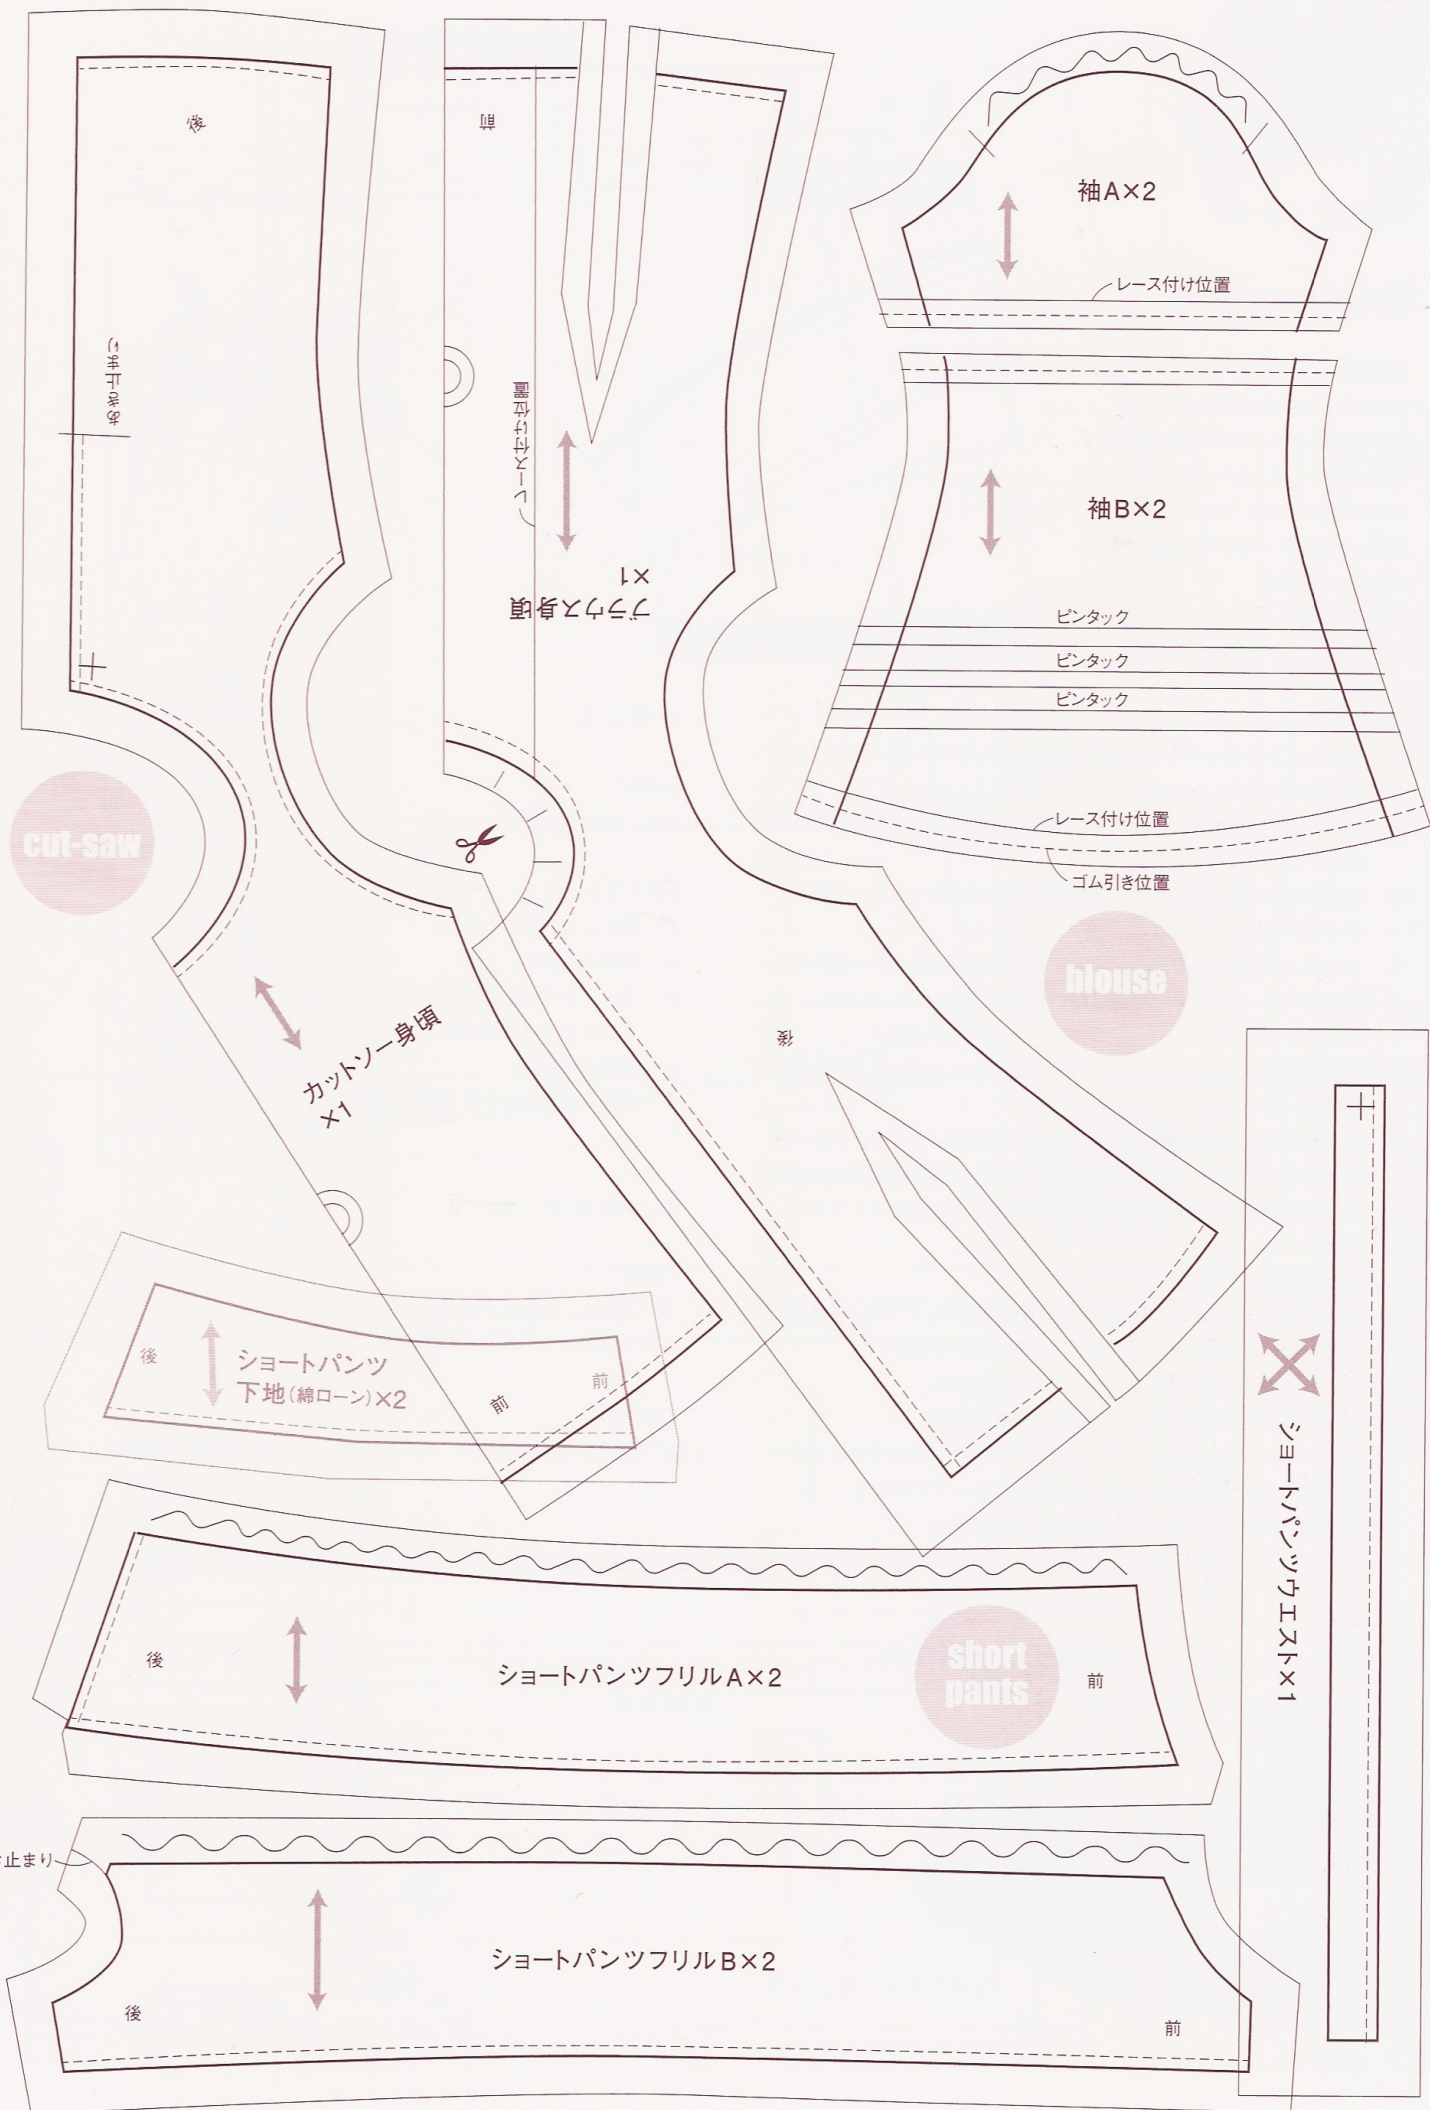 後
あき止まり
cut-saw
カットソー身頃
×1
前
前
レース付け位置
ブラウス身頃
×1
後
袖A×2
レース付け位置
袖B×2
ピンタック
ピンタック
ピンタック
レース付け位置
ゴム引き位置
blouse
後
ショートパンツ
下地(綿ローン)×2
前
後
ショートパンツフリルA×2
short
pants
前
止まり
ショートパンツフリルB×2
後
前
ショートパンツウエスト×1